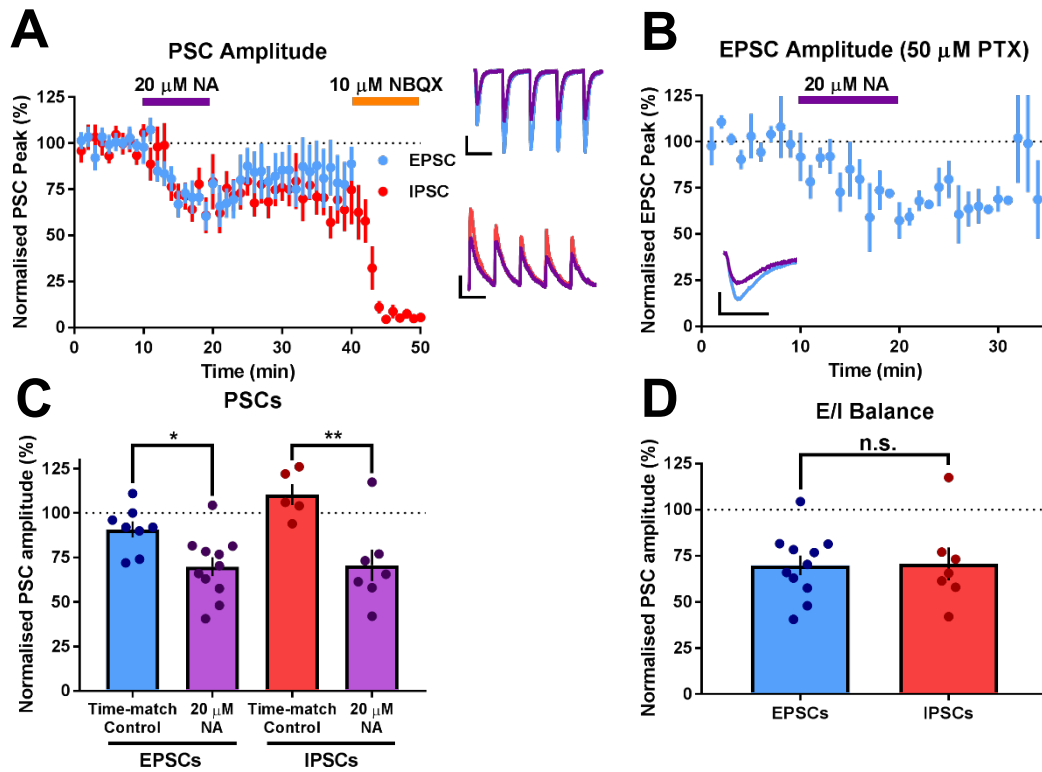 A
PSC Amplitude
20 μM NA
10 μM NBQX
Normalised PSC Peak (%)
125
100
75
50
25
0
EPSC
IPSC
0
10
20
30
40
50
Time (min)
B
EPSC Amplitude (50 μM PTX)
20 μM NA
Normalised EPSC Peak (%)
125
100
75
50
25
0
0
10
20
30
Time (min)
C
PSCs
*
**
Normalised PSC amplitude (%)
125
100
75
50
25
0
Time-match
Control
20 μM
NA
Time-match
Control
20 μM
NA
EPSCs
IPSCs
D
E/I Balance
n.s.
Normalised PSC amplitude (%)
125
100
75
50
25
0
EPSCs
IPSCs